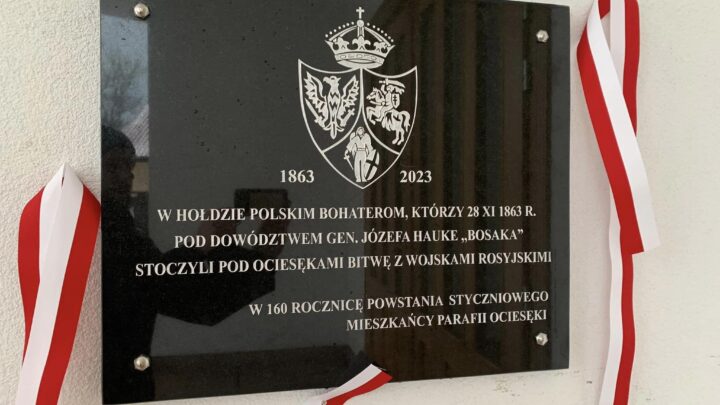 1863 2023
W HOŁDZIE POLSKIM BOHATEROM, KTÓRZY 28 XI 1863 R.
POD DOWÓDZTWEM GEN. JÓZEFA HAUKE „BOSAKA”
STOCZYLI POD OCIESĘKAMI BITWĘ Z WOJSKAMI ROSYJSKIMI
W 160 ROCZNICĘ POWSTANIA STYCZNIOWEGO
MIESZKAŃCY PARAFII OCIESĘKI